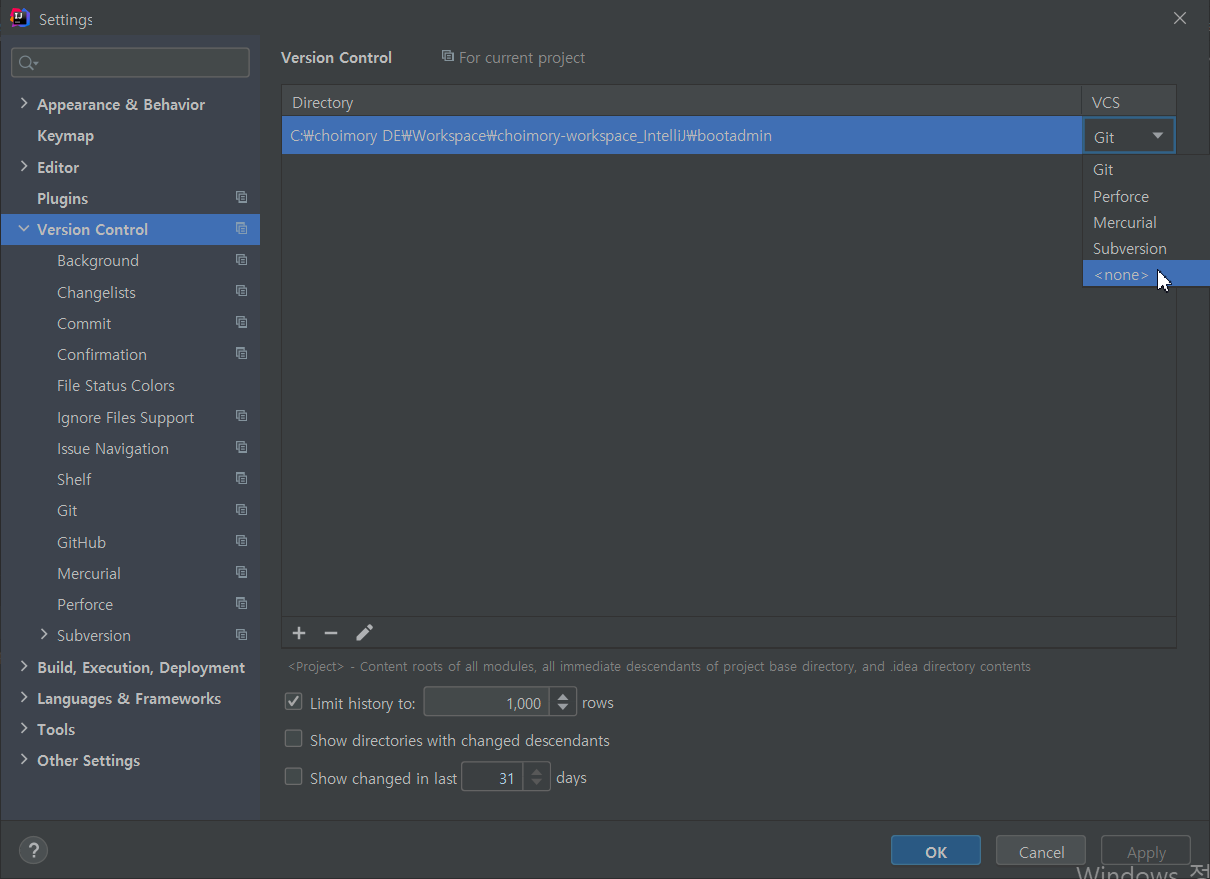 Settings
Version Control
For current project
Appearance & Behavior
Keymap
Editor
Plugins
Version Control
Background
Changelists
Commit
Confirmation
File Status Colors
Ignore Files Support
Issue Navigation
Shelf
Git
GitHub
Mercurial
Perforce
Subversion
Build, Execution, Deployment
Languages & Frameworks
Tools
Other Settings
Directory VCS
C:₩choimory DE₩Workspace₩choimory-workspace_IntelliJ₩bootadmin Git
Git
Perforce
Mercurial
Subversion
<none>
<Project> - Content roots of all modules, all immediate descendants of project base directory, and .idea directory contents
Limit history to: 1,000 rows
Show directories with changed descendants
Show changed in last 31 days
? OK Cancel Apply
Windows